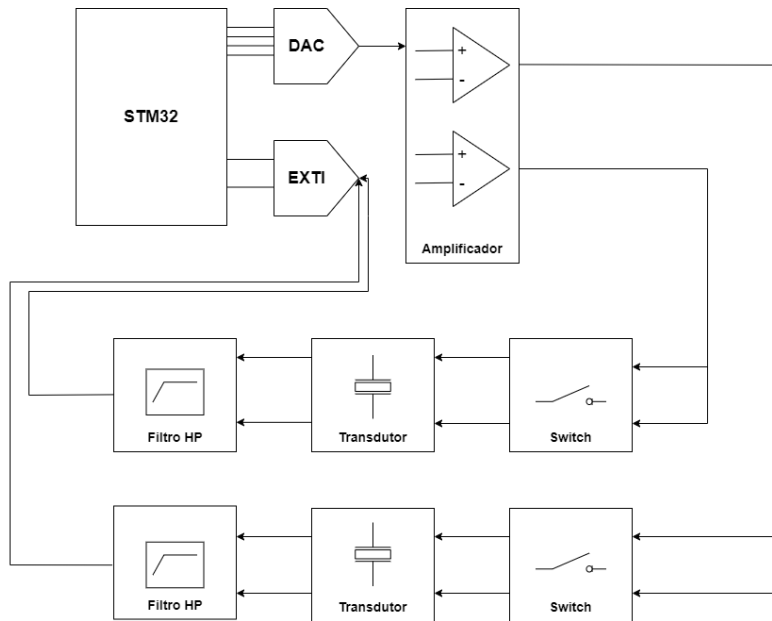 DAC
STM32
+
-
EXTI
+
-
Amplificador
Filtro HP
Transdutor
Switch
Filtro HP
Transdutor
Switch